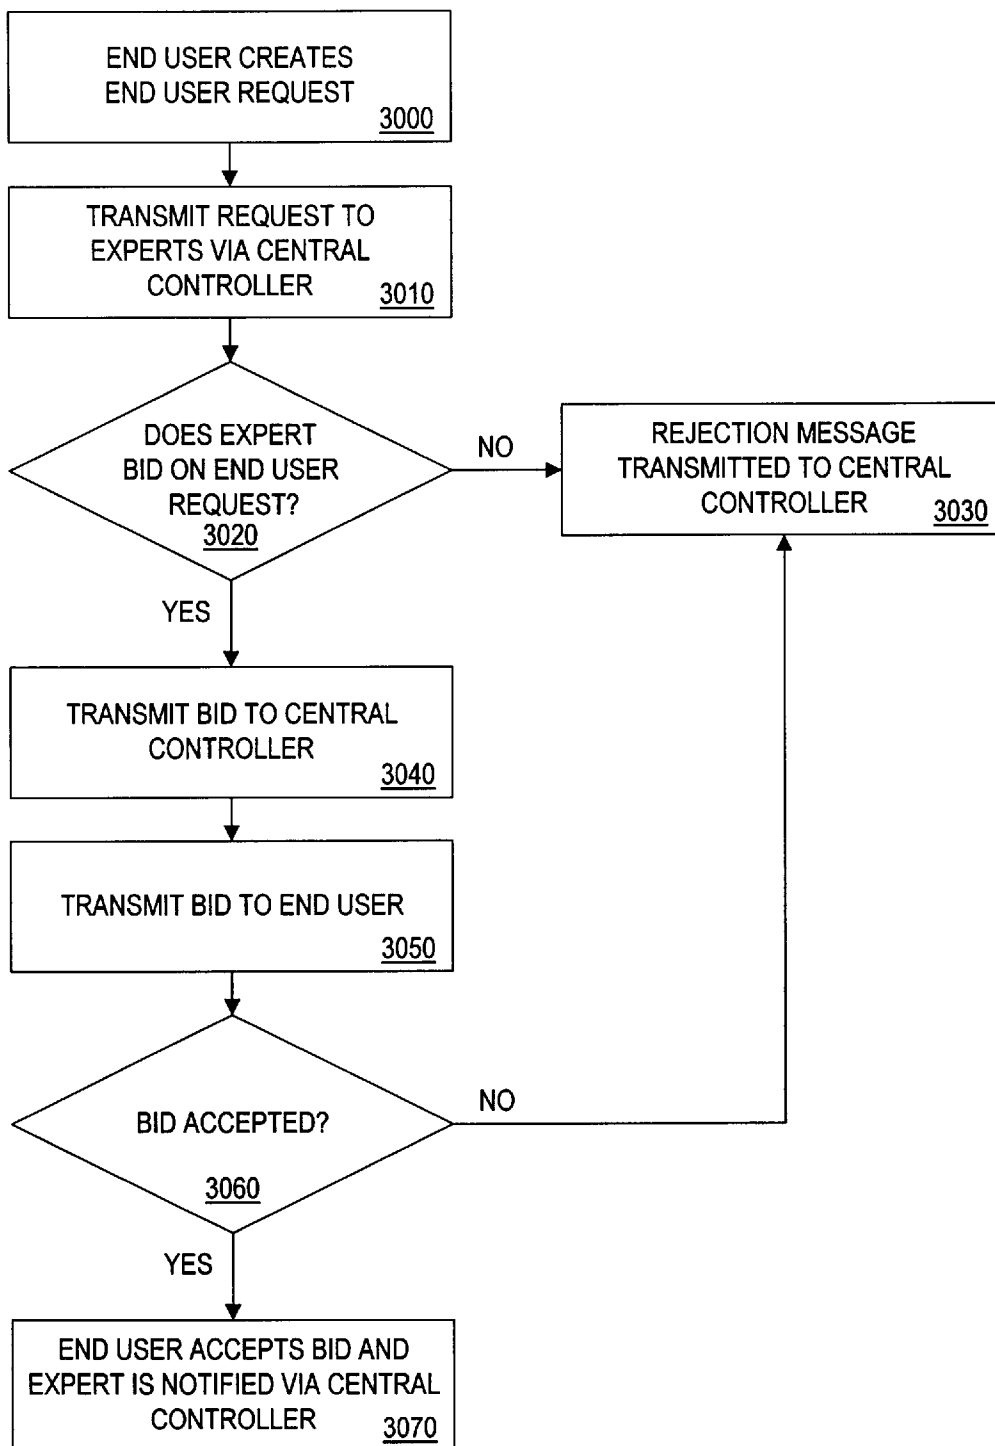 END USER CREATES
END USER REQUEST
3000
TRANSMIT REQUEST TO
EXPERTS VIA CENTRAL
CONTROLLER
3010
DOES EXPERT
BID ON END USER
REQUEST?
3020
NO
REJECTION MESSAGE
TRANSMITTED TO CENTRAL
CONTROLLER
3030
YES
TRANSMIT BID TO CENTRAL
CONTROLLER
3040
TRANSMIT BID TO END USER
3050
BID ACCEPTED?
3060
NO
YES
END USER ACCEPTS BID AND
EXPERT IS NOTIFIED VIA CENTRAL
CONTROLLER
3070